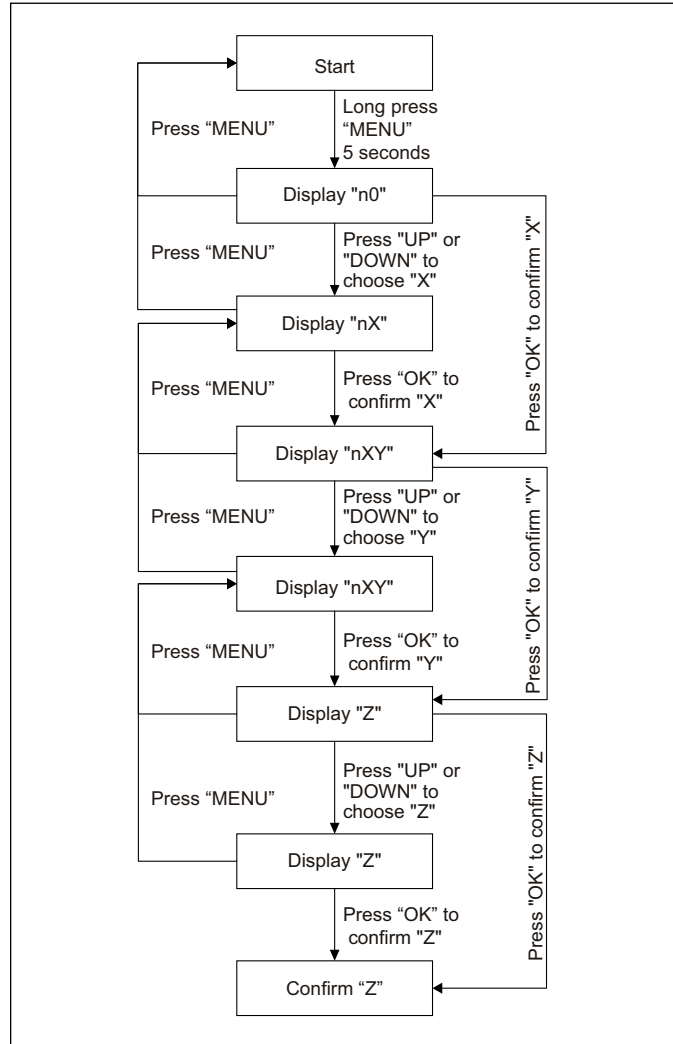 Start
Press “MENU”
Long press
“MENU”
5 seconds
Display "n0"
Press “MENU”
Press "UP" or
"DOWN" to
choose "X"
Press "OK" to confirm "X"
Display "nX"
Press “MENU”
Press “OK” to
confirm "X"
Display "nXY"
Press “MENU”
Press "UP" or
"DOWN" to
choose "Y"
Press "OK" to confirm "Y"
Display "nXY"
Press “MENU”
Press “OK” to
confirm "Y"
Display "Z"
Press “MENU”
Press "UP" or
"DOWN" to
choose "Z"
Press "OK" to confirm "Z"
Display "Z"
Press “OK” to
confirm "Z"
Confirm “Z”